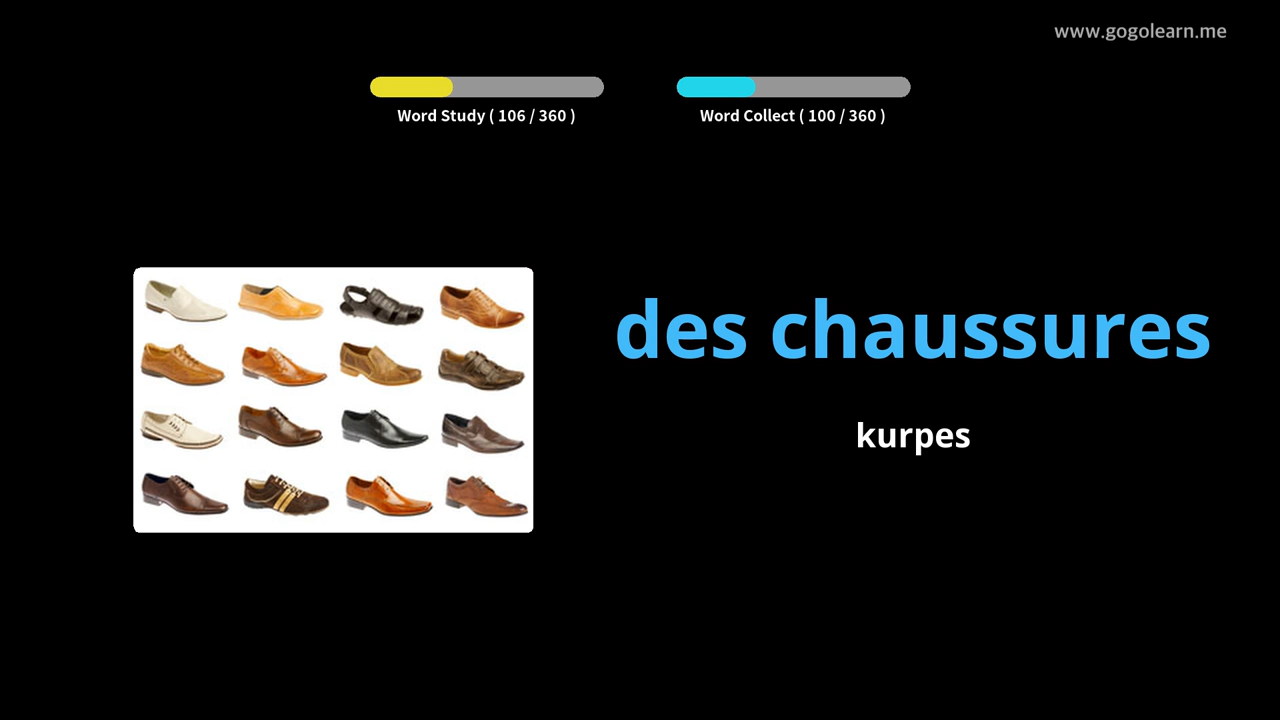 www.gogolearn.me
Word Study ( 106 / 360 )
Word Collect ( 100 / 360 )
des chaussures
kurpes